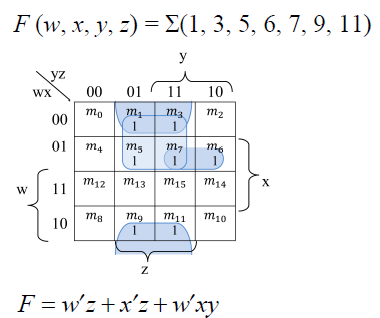 F (w, x, y, z) = Σ(1, 3, 5, 6, 7, 9, 11)
y
yz
wx
00 01 11 10
00 m₀ m₁ 1 m₃ 1 m₂
01 m₄ m₅ 1 m₇ 1 m₆ 1
w 11 m₁₂ m₁₃ m₁₅ m₁₄ x
10 m₈ m₉ 1 m₁₁ 1 m₁₀
z
F = w′z + x′z + w′xy